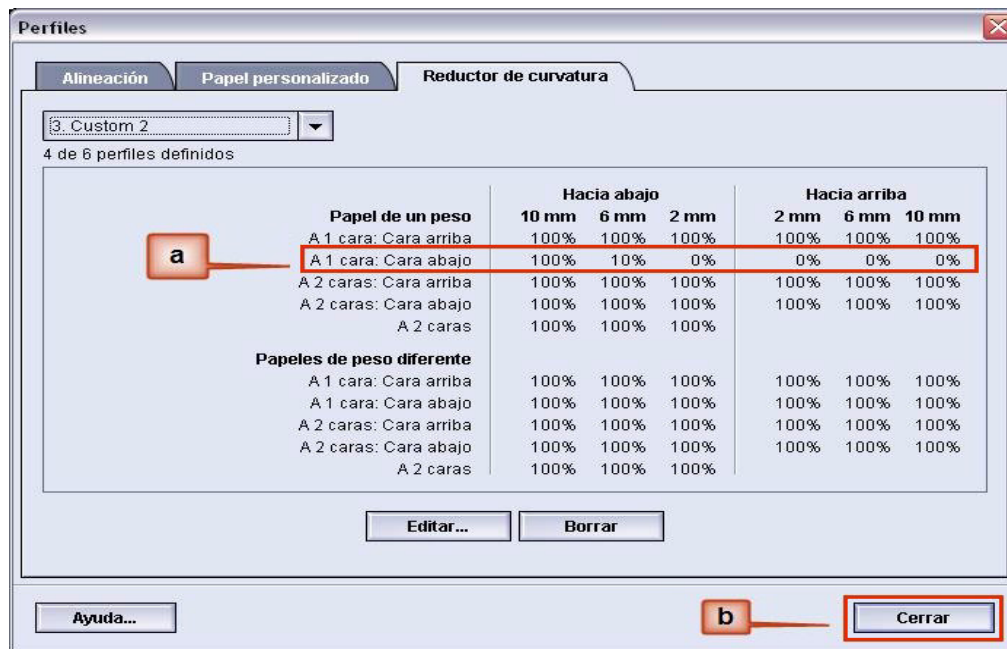 Perfiles
Alineación Papel personalizado Reductor de curvatura
3. Custom 2
4 de 6 perfiles definidos
Hacia abajo Hacia arriba
Papel de un peso 10 mm 6 mm 2 mm 2 mm 6 mm 10 mm
A 1 cara: Cara arriba 100% 100% 100% 100% 100% 100%
a A 1 cara: Cara abajo 100% 10% 0% 0% 0% 0%
A 2 caras: Cara arriba 100% 100% 100% 100% 100% 100%
A 2 caras: Cara abajo 100% 100% 100% 100% 100% 100%
A 2 caras 100% 100% 100%
Papeles de peso diferente
A 1 cara: Cara arriba 100% 100% 100% 100% 100% 100%
A 1 cara: Cara abajo 100% 100% 100% 100% 100% 100%
A 2 caras: Cara arriba 100% 100% 100% 100% 100% 100%
A 2 caras: Cara abajo 100% 100% 100% 100% 100% 100%
A 2 caras 100% 100% 100%
Editar... Borrar
Ayuda... b Cerrar